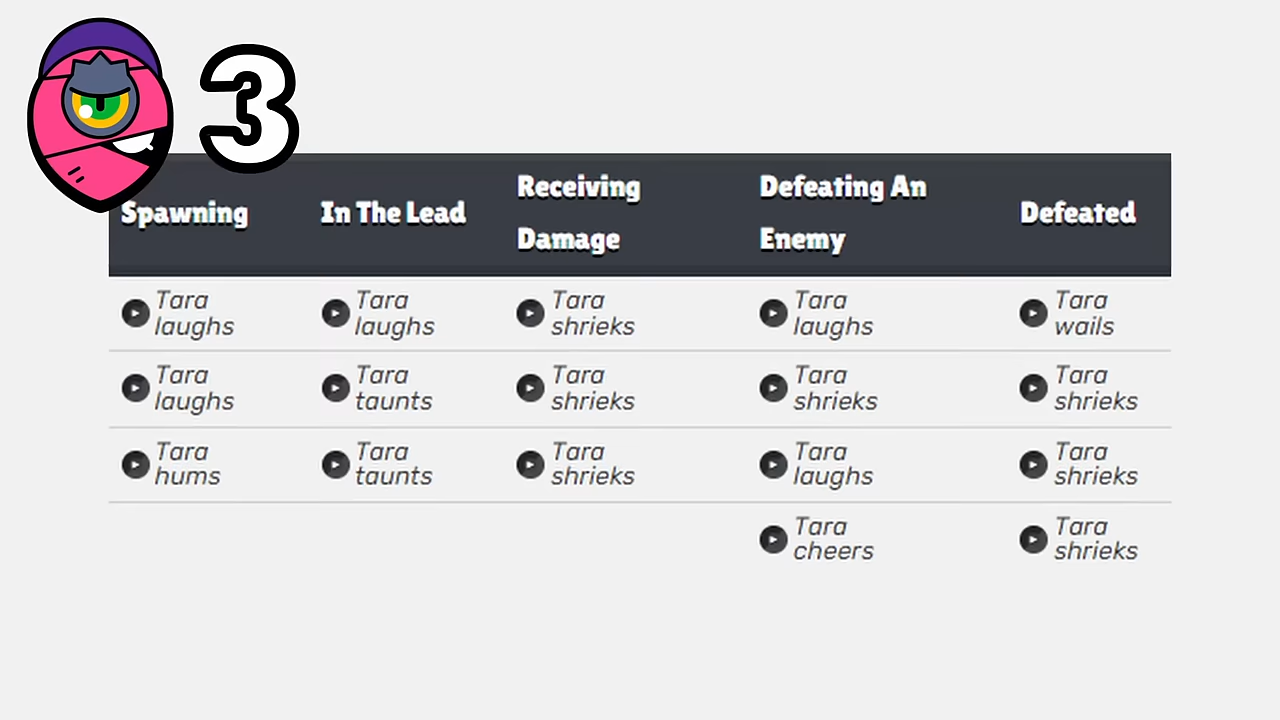 3
Spawning
In The Lead
Receiving
Damage
Defeating An
Enemy
Defeated
Tara
laughs
Tara
laughs
Tara
shrieks
Tara
laughs
Tara
wails
Tara
laughs
Tara
taunts
Tara
shrieks
Tara
shrieks
Tara
shrieks
Tara
hums
Tara
taunts
Tara
shrieks
Tara
laughs
Tara
shrieks
Tara
cheers
Tara
shrieks